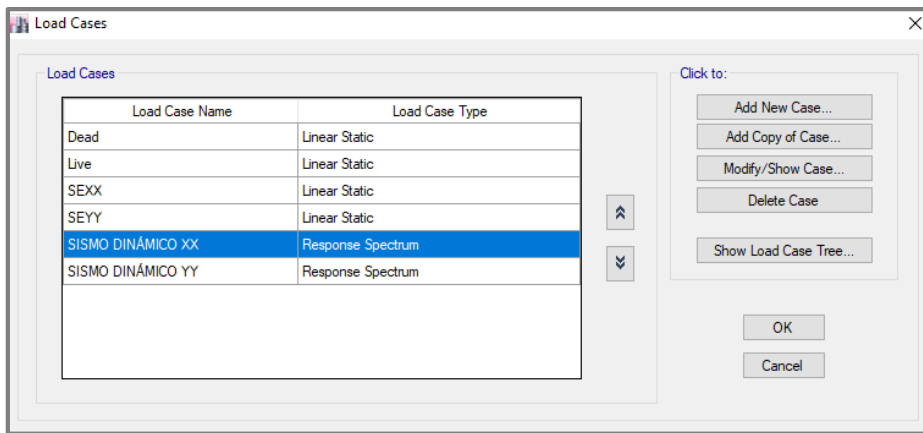 Load Cases
Load Cases
Load Case Name Load Case Type
Dead Linear Static
Live Linear Static
SEXX Linear Static
SEYY Linear Static
SISMO DINÁMICO XX Response Spectrum
SISMO DINÁMICO YY Response Spectrum
Click to:
Add New Case...
Add Copy of Case...
Modify/Show Case...
Delete Case
Show Load Case Tree...
OK
Cancel